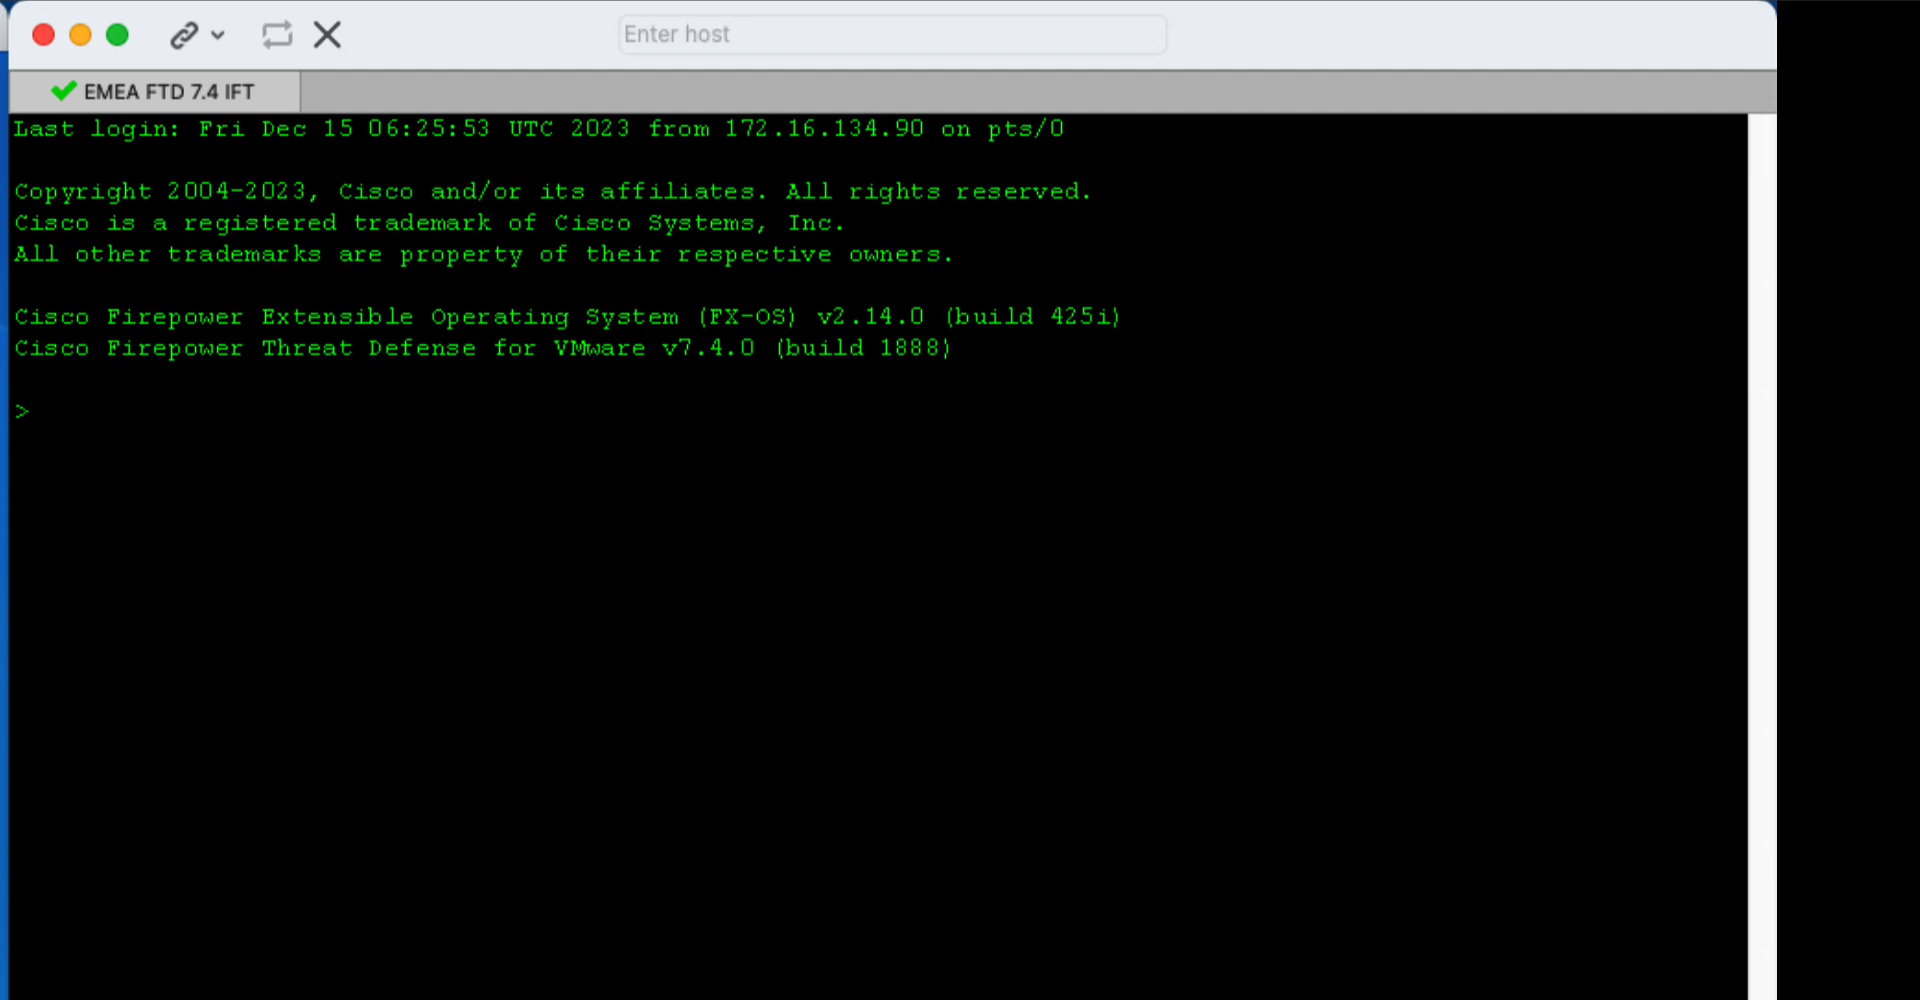 Enter host
EMEA FTD 7.4 IFT
Last login: Fri Dec 15 06:25:53 UTC 2023 from 172.16.134.90 on pts/0
Copyright 2004-2023, Cisco and/or its affiliates. All rights reserved.
Cisco is a registered trademark of Cisco Systems, Inc.
All other trademarks are property of their respective owners.
Cisco Firepower Extensible Operating System (FX-OS) v2.14.0 (build 425i)
Cisco Firepower Threat Defense for VMware v7.4.0 (build 1888)
>